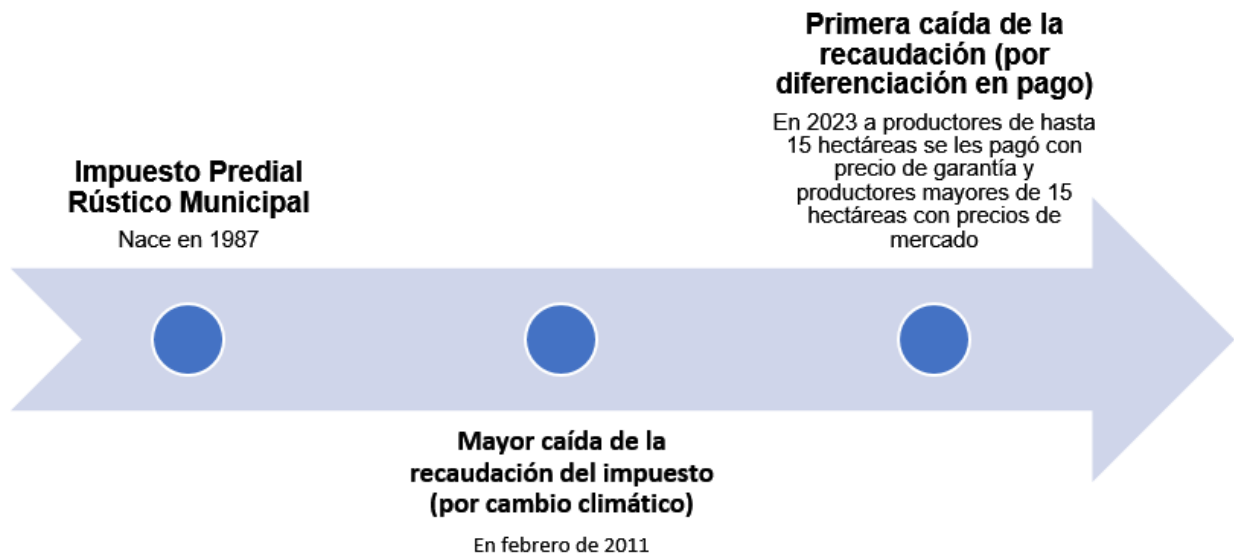 Impuesto Predial
Rústico Municipal
Nace en 1987
Mayor caída de la
recaudación del impuesto
(por cambio climático)
En febrero de 2011
Primera caída de la
recaudación (por
diferenciación en pago)
En 2023 a productores de hasta
15 hectáreas se les pagó con
precio de garantía y
productores mayores de 15
hectáreas con precios de
mercado